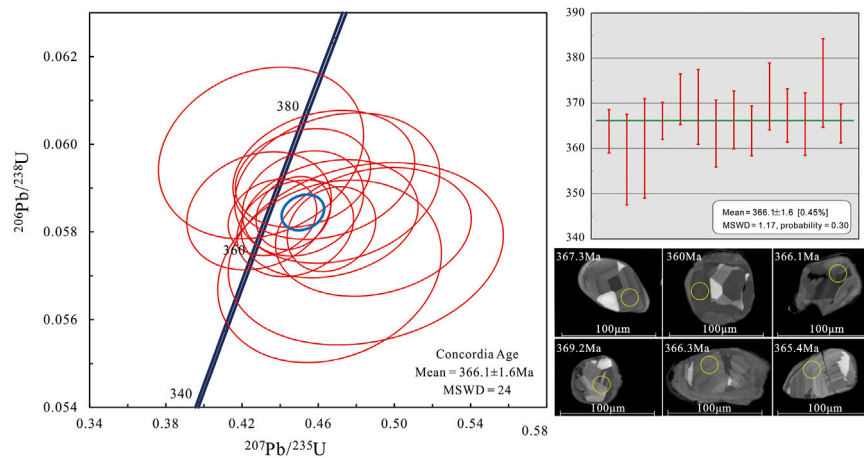 0.063
0.060
0.058
0.056
0.054
0.34
0.38
0.42
0.46
0.50
0.54
0.58
206Pb/238U
207Pb/235U
380
360
340
Concordia Age
Mean = 366.1±1.6Ma
MSWD = 24
390
380
370
360
350
340
Mean = 366.1±1.6 [0.45%]
MSWD = 1.17, probability = 0.30
367.3Ma
360Ma
366.1Ma
100μm
100μm
100μm
369.2Ma
366.3Ma
365.4Ma
100μm
100μm
100μm